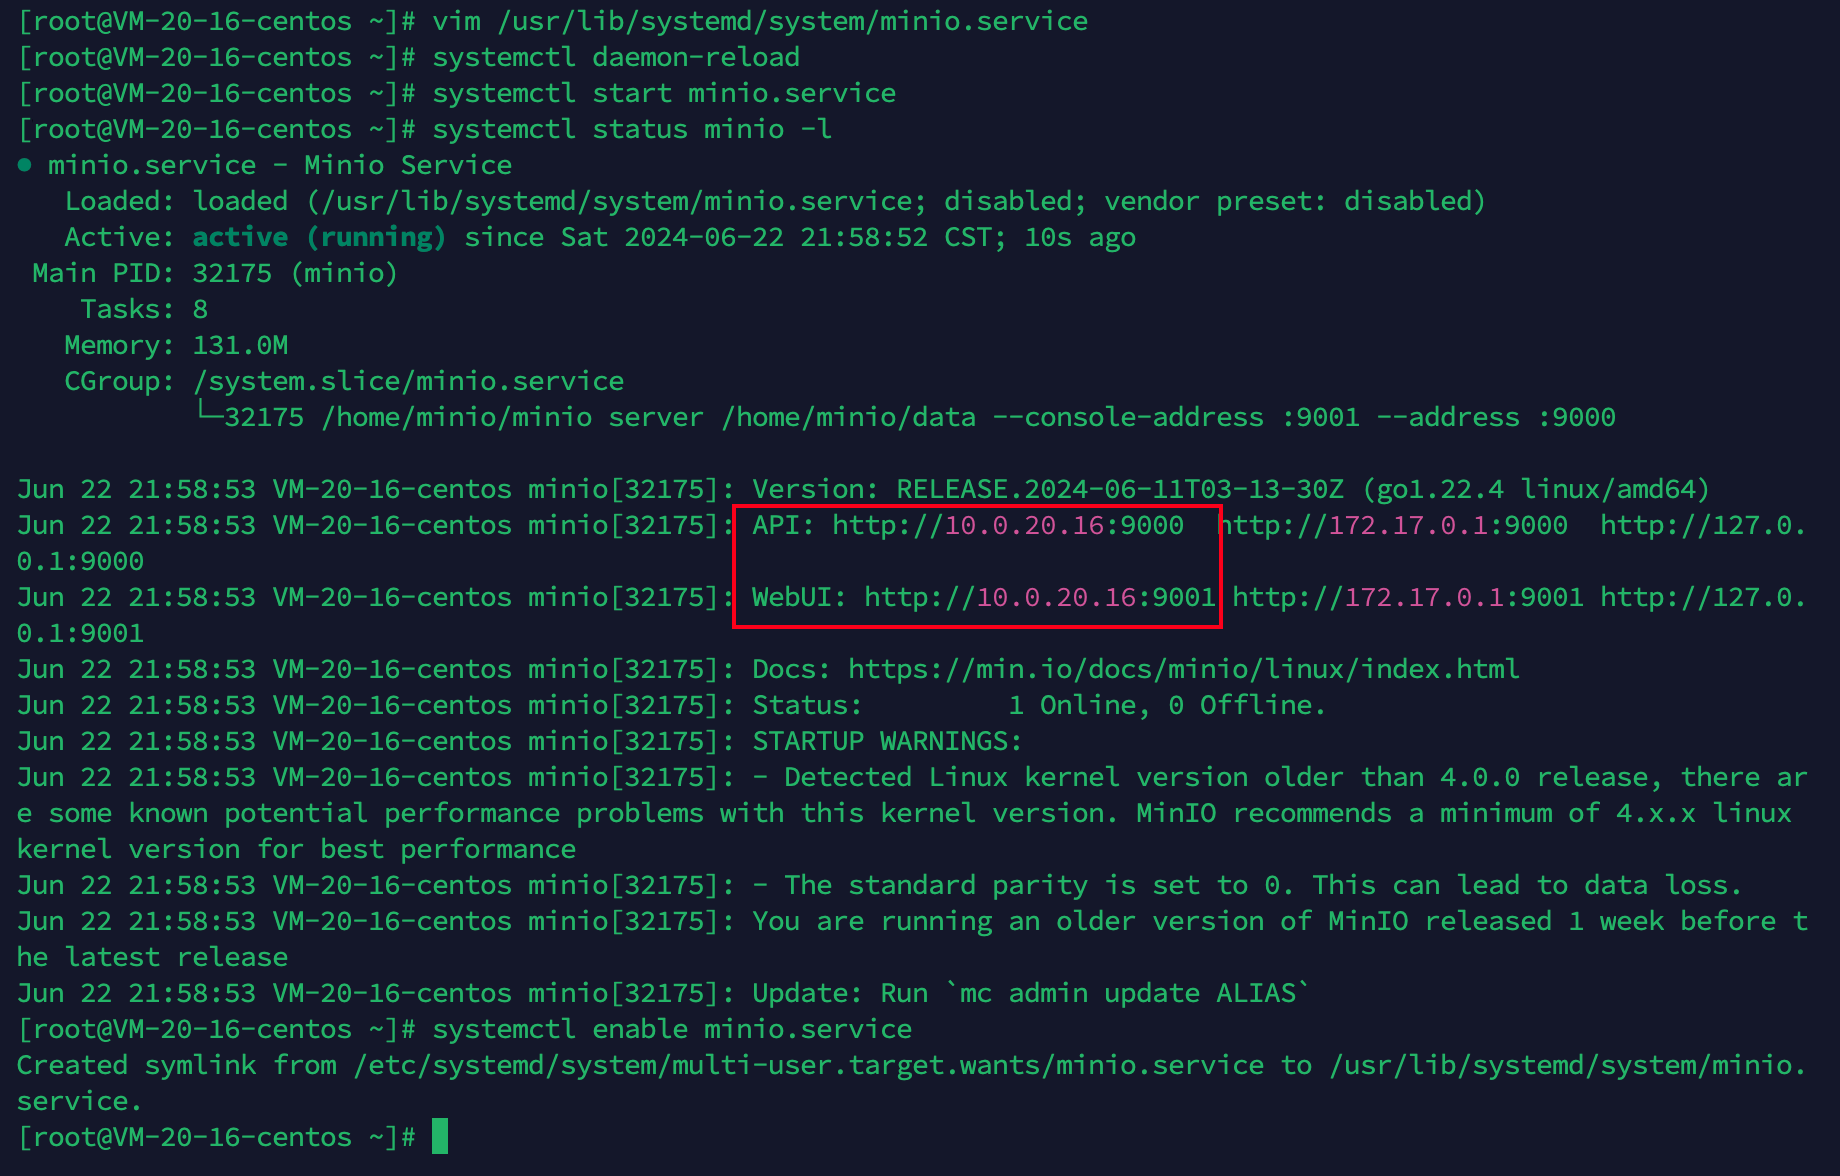 [root@VM-20-16-centos ~]# vim /usr/lib/systemd/system/minio.service
[root@VM-20-16-centos ~]# systemctl daemon-reload
[root@VM-20-16-centos ~]# systemctl start minio.service
[root@VM-20-16-centos ~]# systemctl status minio -l
● minio.service - Minio Service
   Loaded: loaded (/usr/lib/systemd/system/minio.service; disabled; vendor preset: disabled)
   Active: active (running) since Sat 2024-06-22 21:58:52 CST; 10s ago
 Main PID: 32175 (minio)
    Tasks: 8
   Memory: 131.0M
   CGroup: /system.slice/minio.service
           └─32175 /home/minio/minio server /home/minio/data --console-address :9001 --address :9000
Jun 22 21:58:53 VM-20-16-centos minio[32175]: Version: RELEASE.2024-06-11T03-13-30Z (go1.22.4 linux/amd64)
Jun 22 21:58:53 VM-20-16-centos minio[32175]: API: http://10.0.20.16:9000  http://172.17.0.1:9000  http://127.0.
0.1:9000
Jun 22 21:58:53 VM-20-16-centos minio[32175]: WebUI: http://10.0.20.16:9001 http://172.17.0.1:9001 http://127.0.
0.1:9001
Jun 22 21:58:53 VM-20-16-centos minio[32175]: Docs: https://min.io/docs/minio/linux/index.html
Jun 22 21:58:53 VM-20-16-centos minio[32175]: Status:         1 Online, 0 Offline.
Jun 22 21:58:53 VM-20-16-centos minio[32175]: STARTUP WARNINGS:
Jun 22 21:58:53 VM-20-16-centos minio[32175]: - Detected Linux kernel version older than 4.0.0 release, there ar
e some known potential performance problems with this kernel version. MinIO recommends a minimum of 4.x.x linux
kernel version for best performance
Jun 22 21:58:53 VM-20-16-centos minio[32175]: - The standard parity is set to 0. This can lead to data loss.
Jun 22 21:58:53 VM-20-16-centos minio[32175]: You are running an older version of MinIO released 1 week before t
he latest release
Jun 22 21:58:53 VM-20-16-centos minio[32175]: Update: Run `mc admin update ALIAS`
[root@VM-20-16-centos ~]# systemctl enable minio.service
Created symlink from /etc/systemd/system/multi-user.target.wants/minio.service to /usr/lib/systemd/system/minio.
service.
[root@VM-20-16-centos ~]#